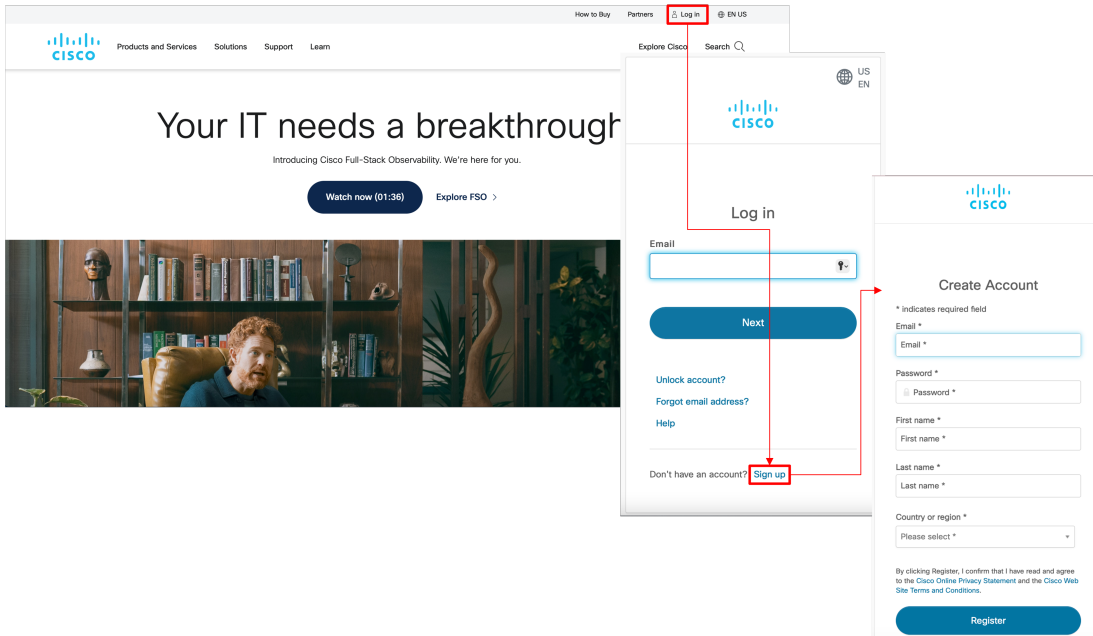 How to Buy Partners Log in EN US
CISCO
Products and Services Solutions Support Learn Explore Cisco Search
Your IT needs a breakthrough
Introducing Cisco Full-Stack Observability. We're here for you.
Watch now (01:36) Explore FSO >
US
EN
CISCO
Log in
Email
Next
Unlock account?
Forgot email address?
Help
Don't have an account? Sign up
CISCO
Create Account
* indicates required field
Email *
Email *
Password *
Password *
First name *
First name *
Last name *
Last name *
Country or region *
Please select *
By clicking Register, I confirm that I have read and agree
to the Cisco Online Privacy Statement and the Cisco Web
Site Terms and Conditions.
Register